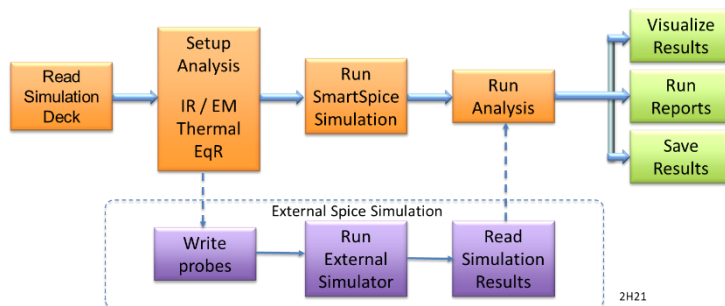 Read
Simulation
Deck
Setup
Analysis
IR / EM
Thermal
EqR
Run
SmartSpice
Simulation
Run
Analysis
Visualize
Results
Run
Reports
Save
Results
External Spice Simulation
Write
probes
Run
External
Simulator
Read
Simulation
Results
2H21